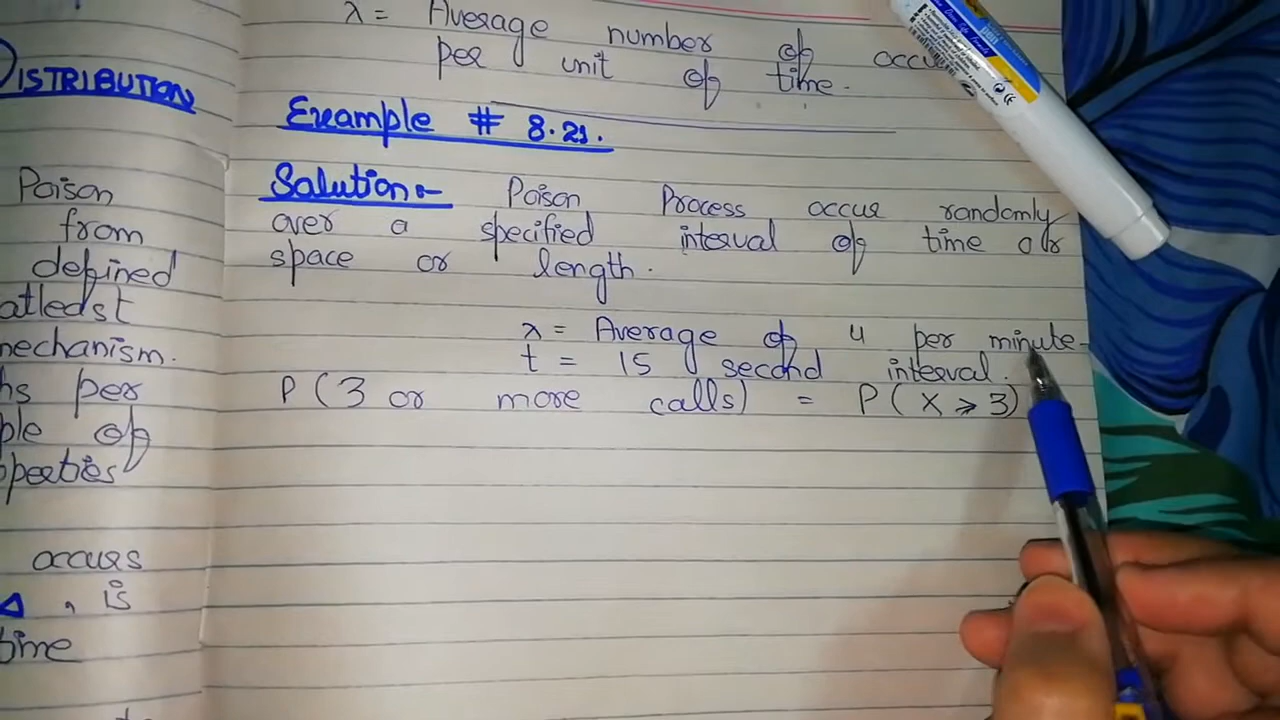 λ = Average number of
per unit of time.
Example # 8.21.
Solution:- Poison Process occur randomly
over a specified interval of time or
space or length.
λ = Average of 4 per minute-
t = 15 second interval.
P(3 or more calls) = P(X ⩾ 3)
DISTRIBUTION
Poison
from
defined
atleast
mechanism.
per
of
occurs
, is
time